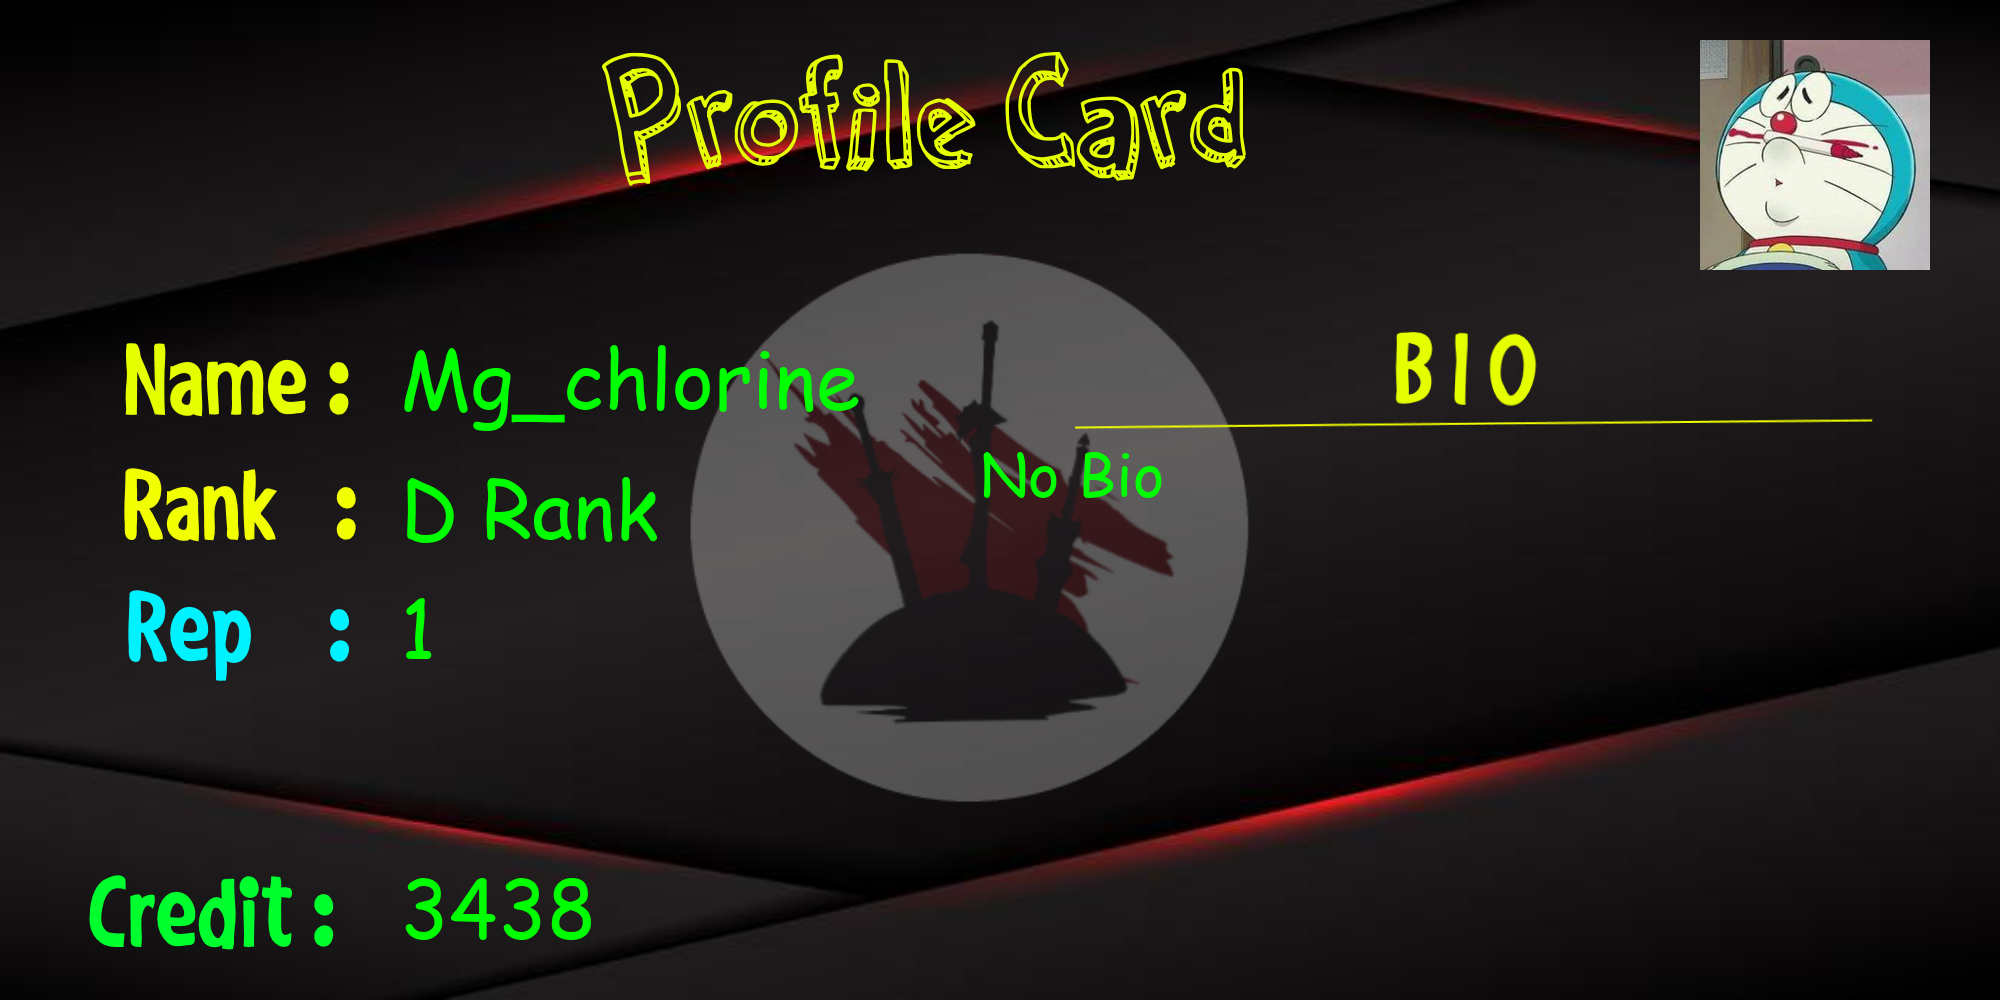 Profile Card
Name : Mg_chlorine
Rank : D Rank
Rep : 1
Credit : 3438
BIO
No Bio